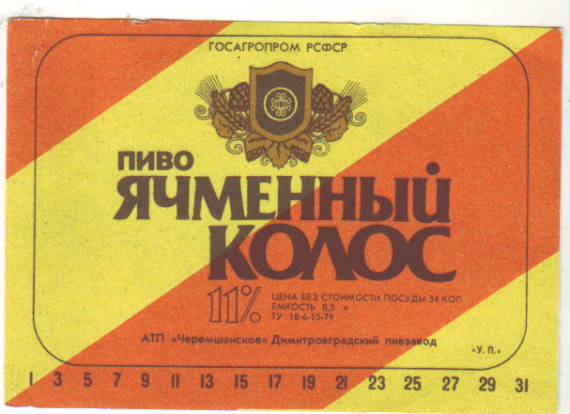 ГОСАГРОПРОМ РСФСР
ПИВО
ЯЧМЕННЫЙ
КОЛОС
11%
ЦЕНА БЕЗ СТОИМОСТИ ПОСУДЫ 34 КОП
ЕМКОСТЬ 0,5 »
ТУ 18-6-15-79
АТП «Черемшанское» Димитровградский пивзавод
«У. П.»
1 3 5 7 9 11 13 15 17 19 21 23 25 27 29 31